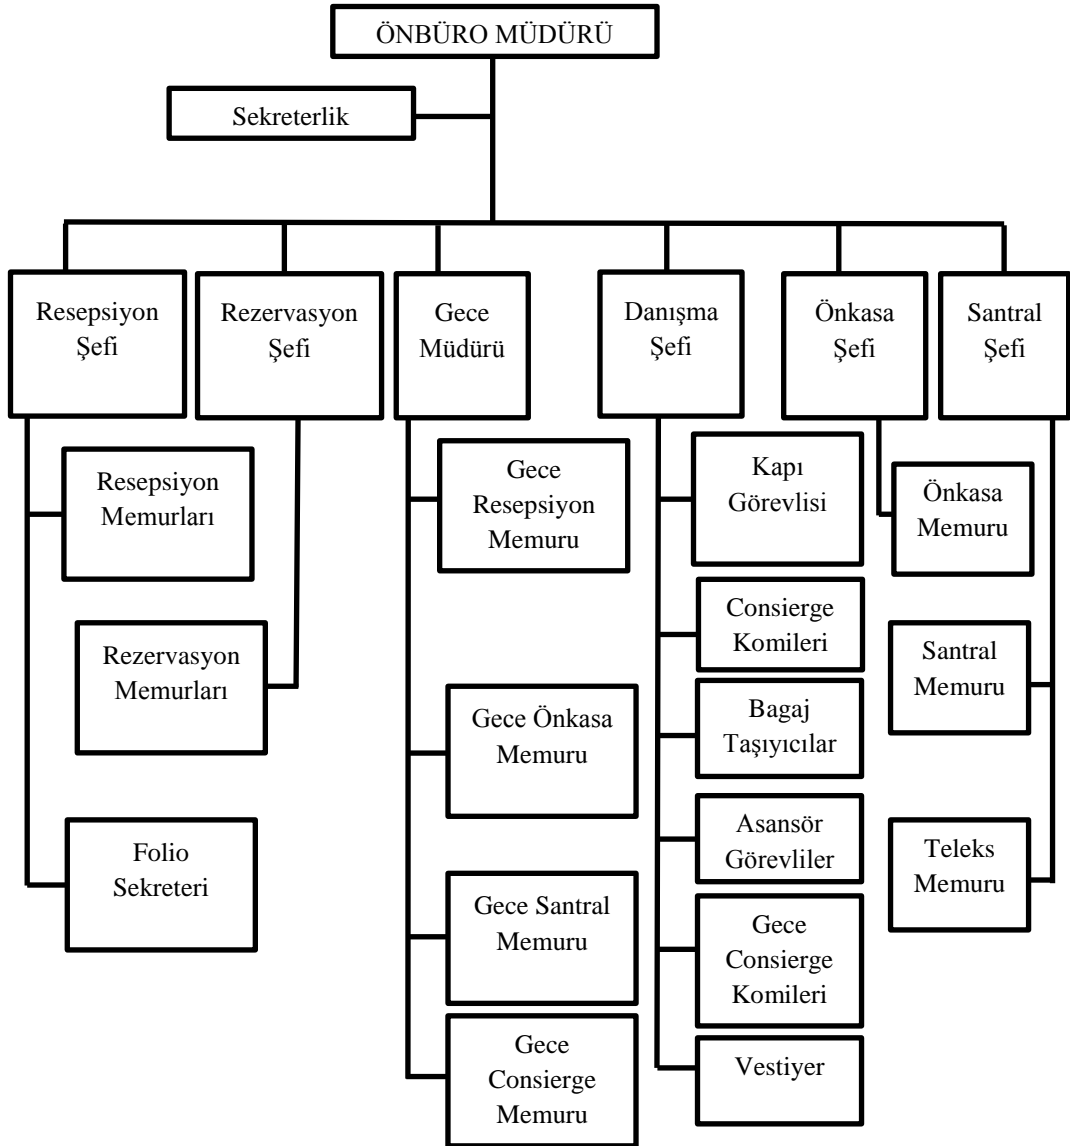 ÖNBÜRO MÜDÜRÜ
Sekreterlik
Resepsiyon
Şefi
Rezervasyon
Şefi
Gece
Müdürü
Danışma
Şefi
Önkasa
Şefi
Santral
Şefi
Resepsiyon
Memurları
Rezervasyon
Memurları
Folio
Sekreteri
Gece
Resepsiyon
Memuru
Gece Önkasa
Memuru
Gece Santral
Memuru
Gece
Consierge
Memuru
Kapı
Görevlisi
Consierge
Komileri
Bagaj
Taşıyıcılar
Asansör
Görevliler
Gece
Consierge
Komileri
Vestiyer
Önkasa
Memuru
Santral
Memuru
Teleks
Memuru